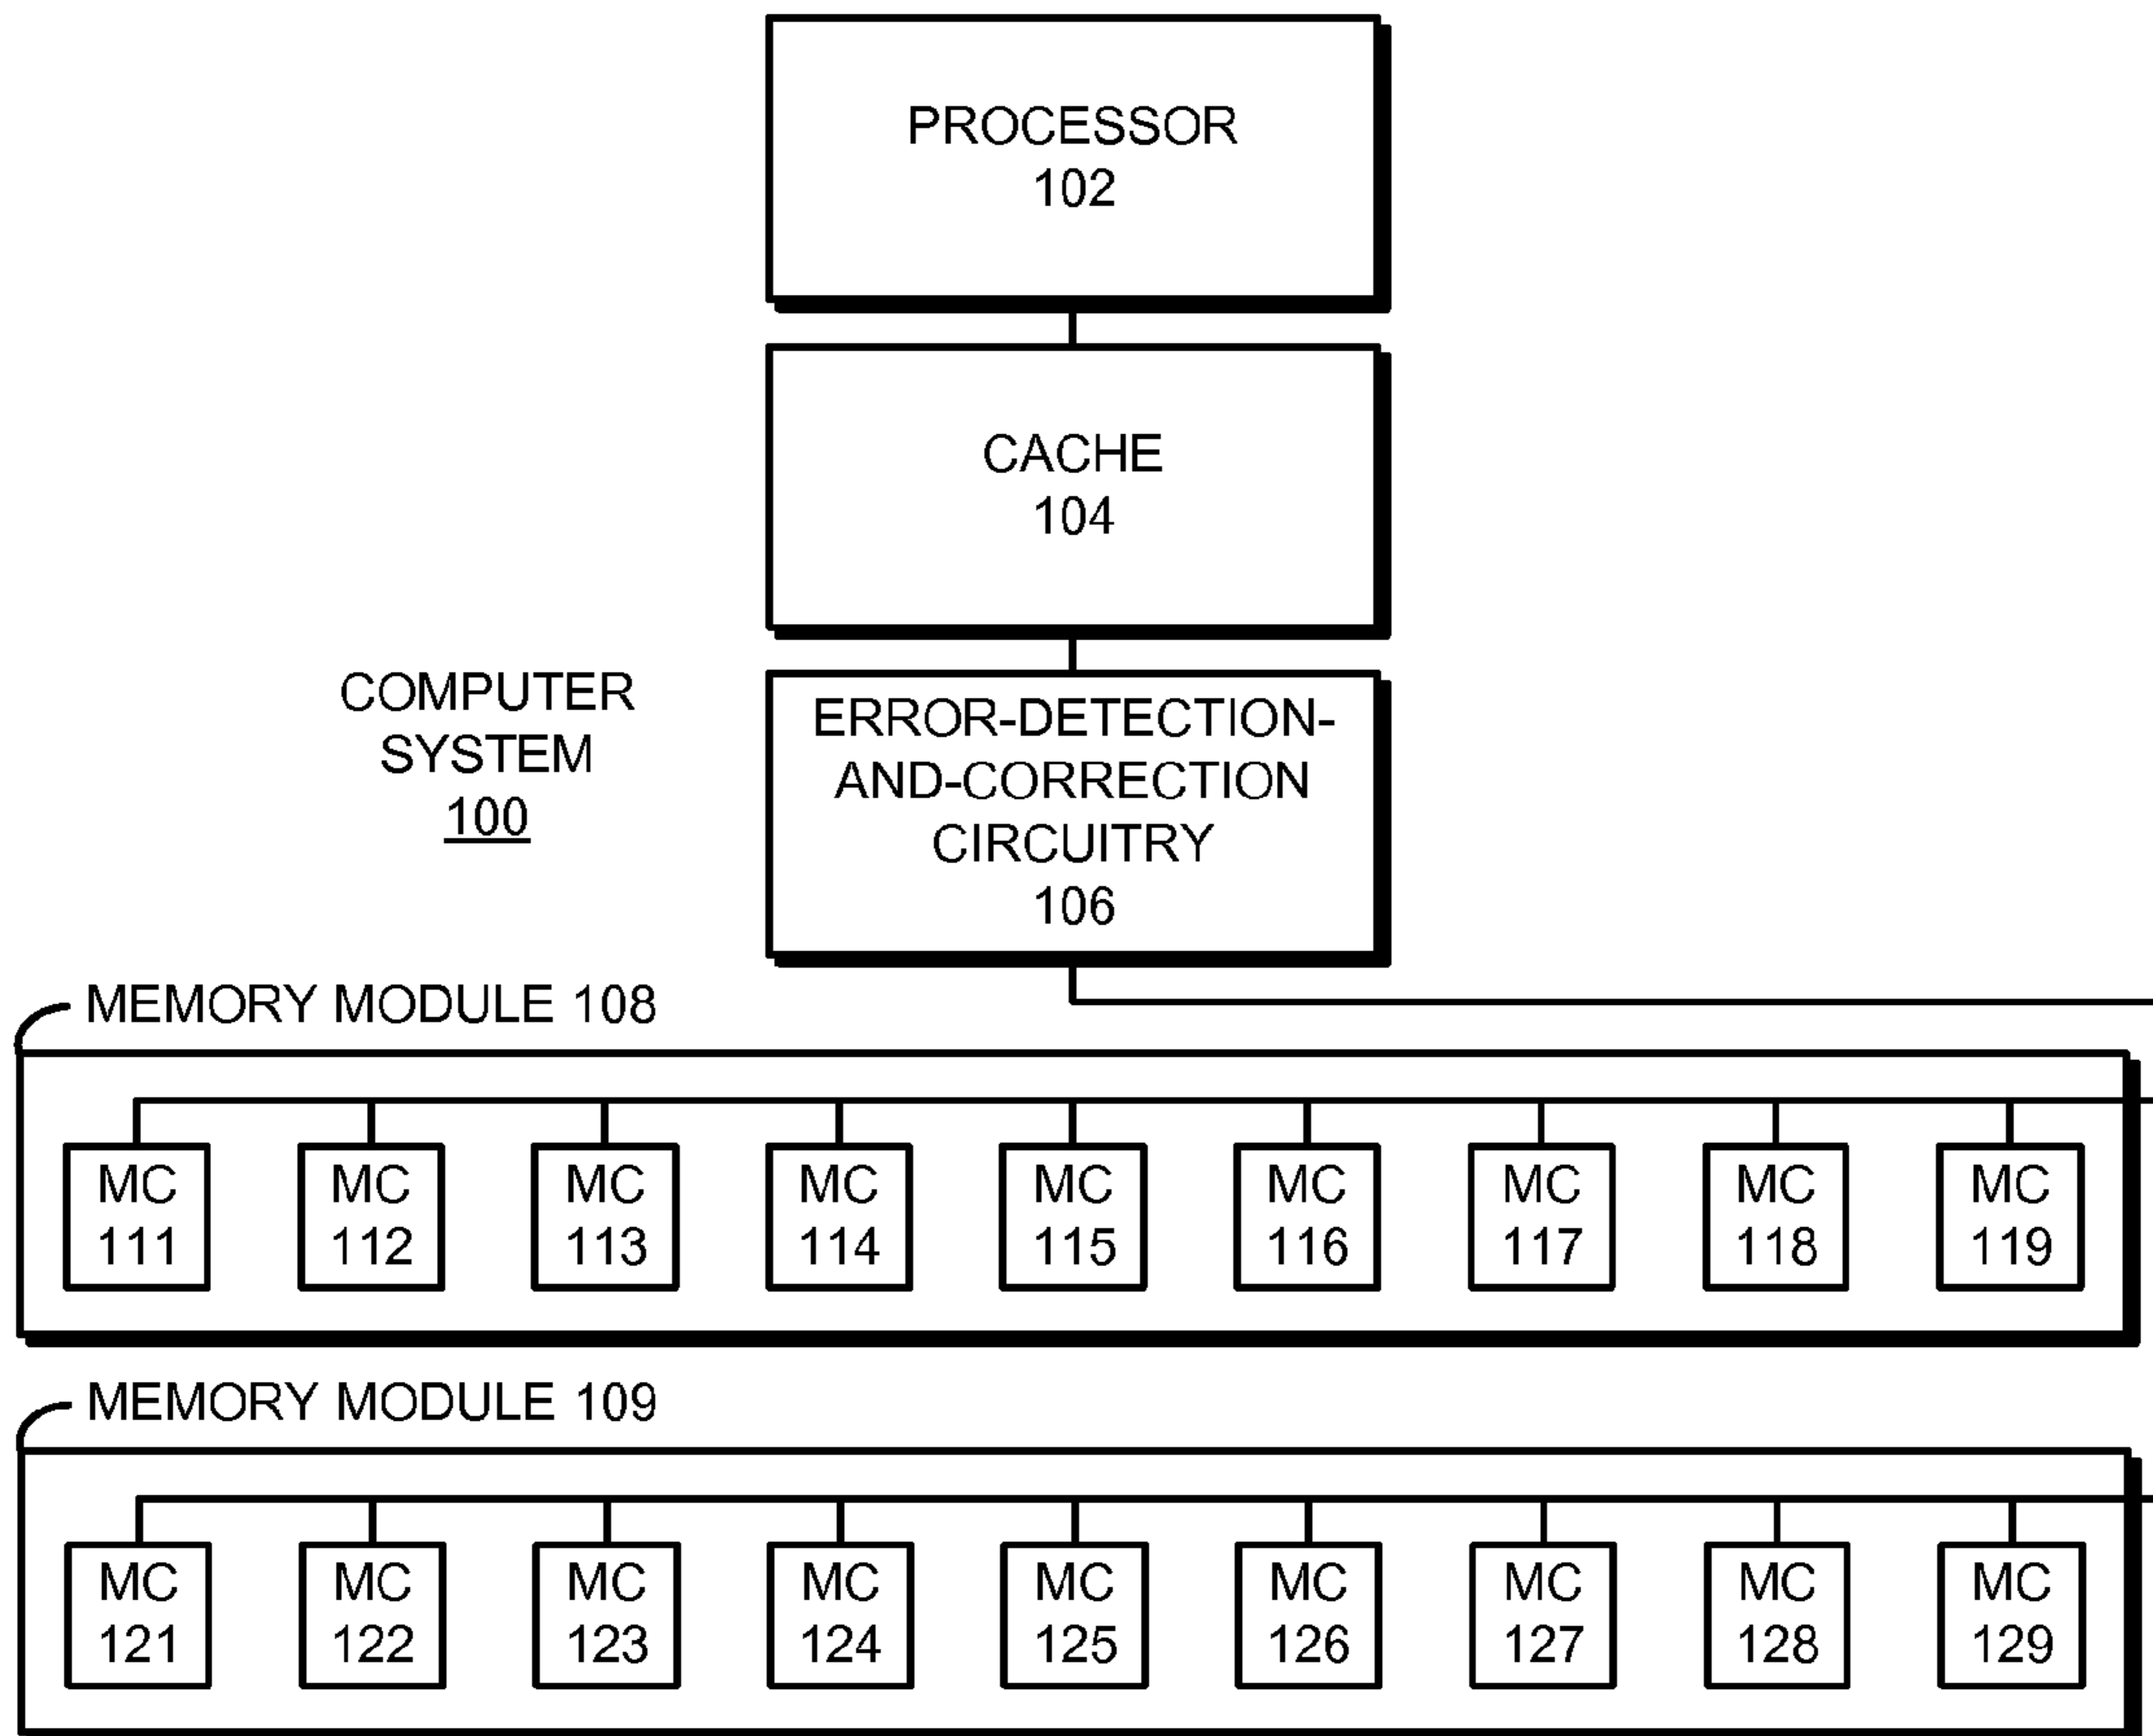 PROCESSOR
102
CACHE
104
COMPUTER
SYSTEM
100
ERROR-DETECTION-
AND-CORRECTION
CIRCUITRY
106
MEMORY MODULE 108
MC
111
MC
112
MC
113
MC
114
MC
115
MC
116
MC
117
MC
118
MC
119
MEMORY MODULE 109
MC
121
MC
122
MC
123
MC
124
MC
125
MC
126
MC
127
MC
128
MC
129